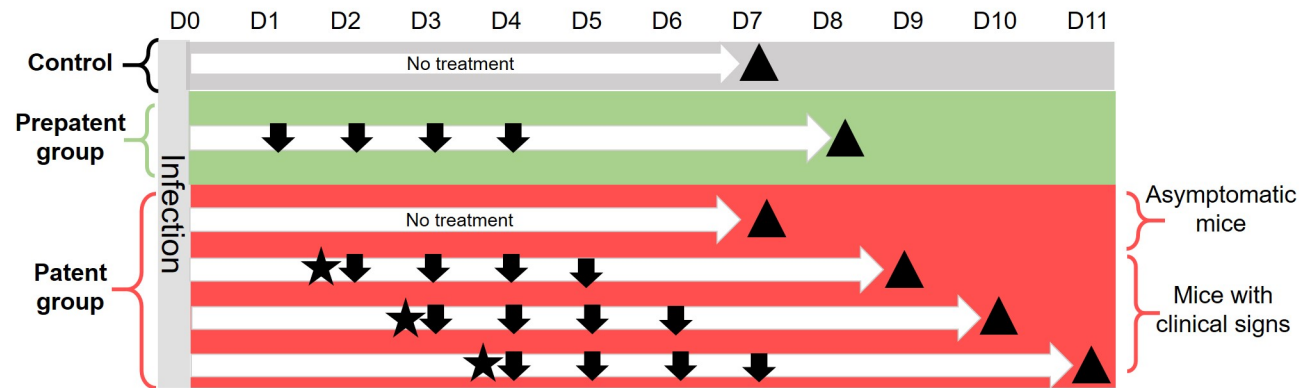 D0 D1 D2 D3 D4 D5 D6 D7 D8 D9 D10 D11
Control
No treatment
Prepatent
group
Infection
No treatment
Asymptomatic
mice
Patent
group
Mice with
clinical signs